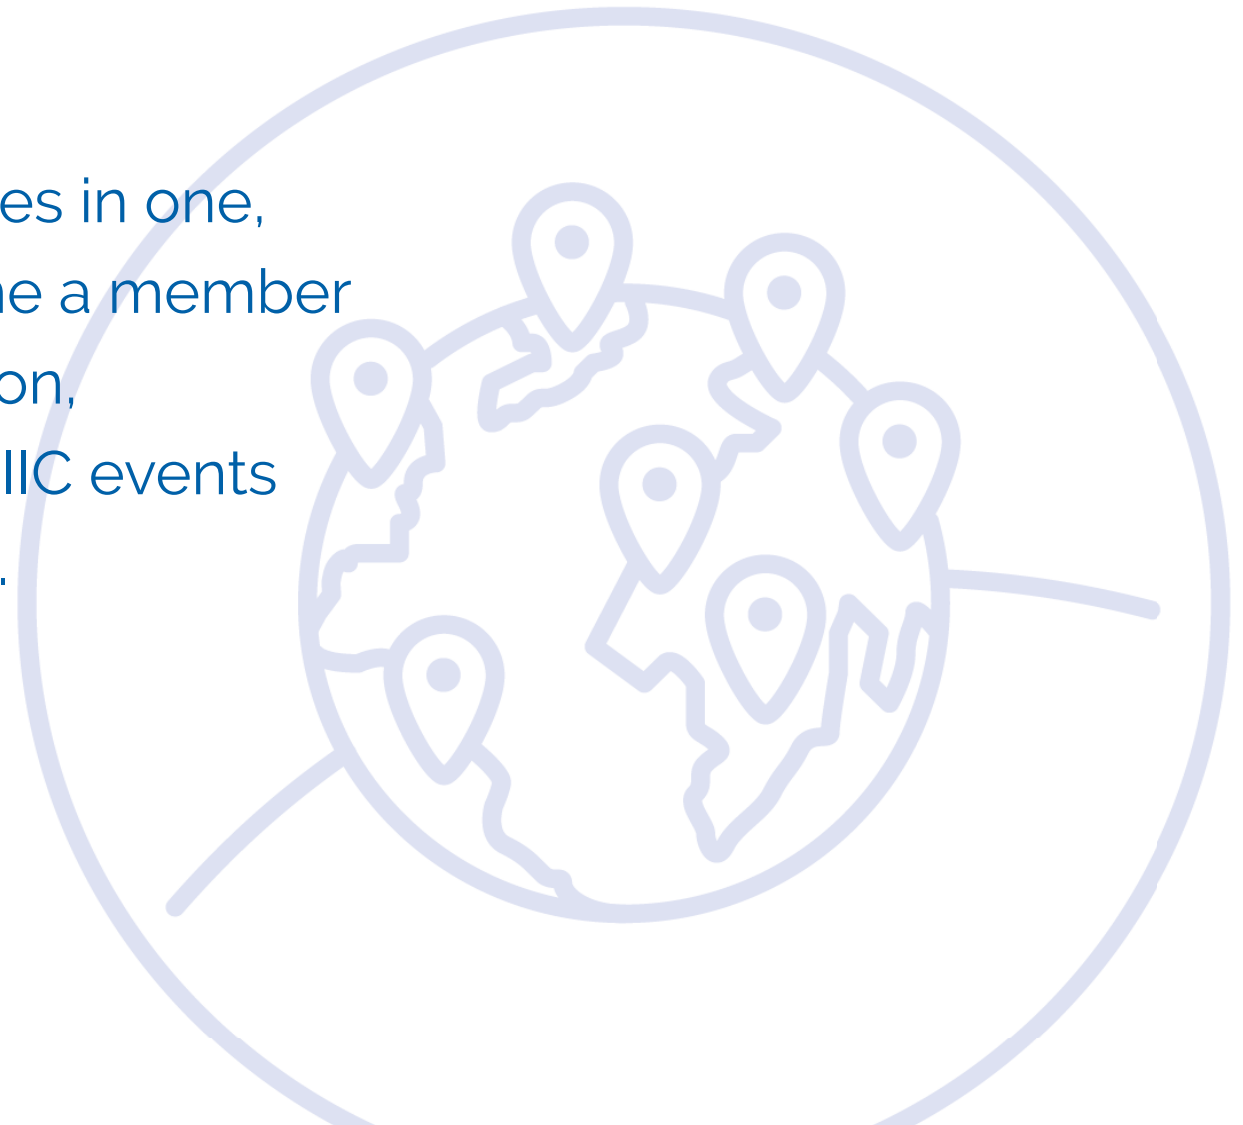 es in one,
ne a member
on,
IIC events
.